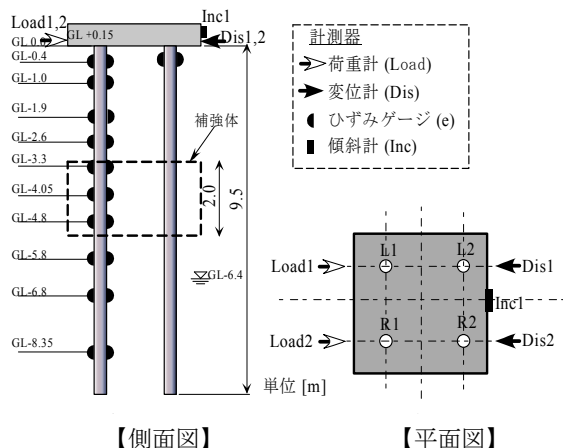 Load1,2
GL +0.15
Inc1
GL 0.0
Dis1,2
GL-0.4
GL-1.0
GL-1.9
GL-2.6
GL-3.3
GL-4.05
GL-4.8
GL-5.8
GL-6.8
GL-8.35
補強体
2.0
9.5
GL-6.4
単位 [m]
【側面図】
計測器
荷重計 (Load)
変位計 (Dis)
ひずみゲージ (e)
傾斜計 (Inc)
L1
L2
Load1
Dis1
Inc1
R1
R2
Load2
Dis2
【平面図】